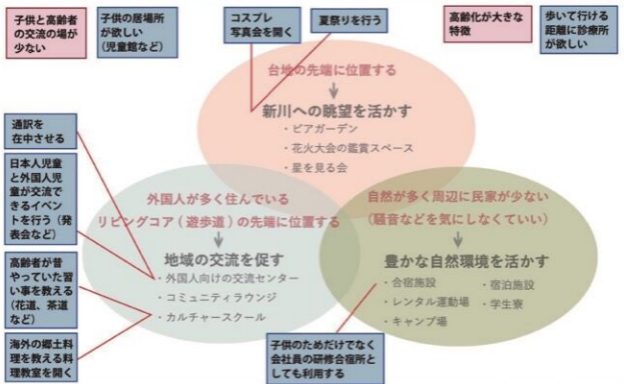 子供と高齢者
の交流の場が
少ない
子供の居場所
が欲しい
(児童館など)
コスプレ
写真会を開く
夏祭りを行う
高齢化が大きな
特徴
歩いて行ける
距離に診療所
が欲しい
台地の先端に位置する
新川への眺望を活かす
・ビアガーデン
・花火大会の鑑賞スペース
・星を見る会
通訳を
在中させる
日本人児童
と外国人児
童が交流で
きるイベン
トを行う（発
表会など）
高齢者が昔
やっていた習
い事を教える
（花道、茶道
など）
海外の郷土料
理を教える料
理教室を開く
外国人が多く住んでいる
リビングコア ( 遊歩道 ) の先端に位置する
地域の交流を促す
・外国人向けの交流センター
・コミュニティラウンジ
・カルチャースクール
自然が多く周辺に民家が少ない
（騒音などを気にしなくていい）
豊かな自然環境を活かす
・合宿施設　・宿泊施設
・レンタル運動場　・学生寮
・キャンプ場
子供のためだけでなく
会社員の研修合宿所と
しても利用する